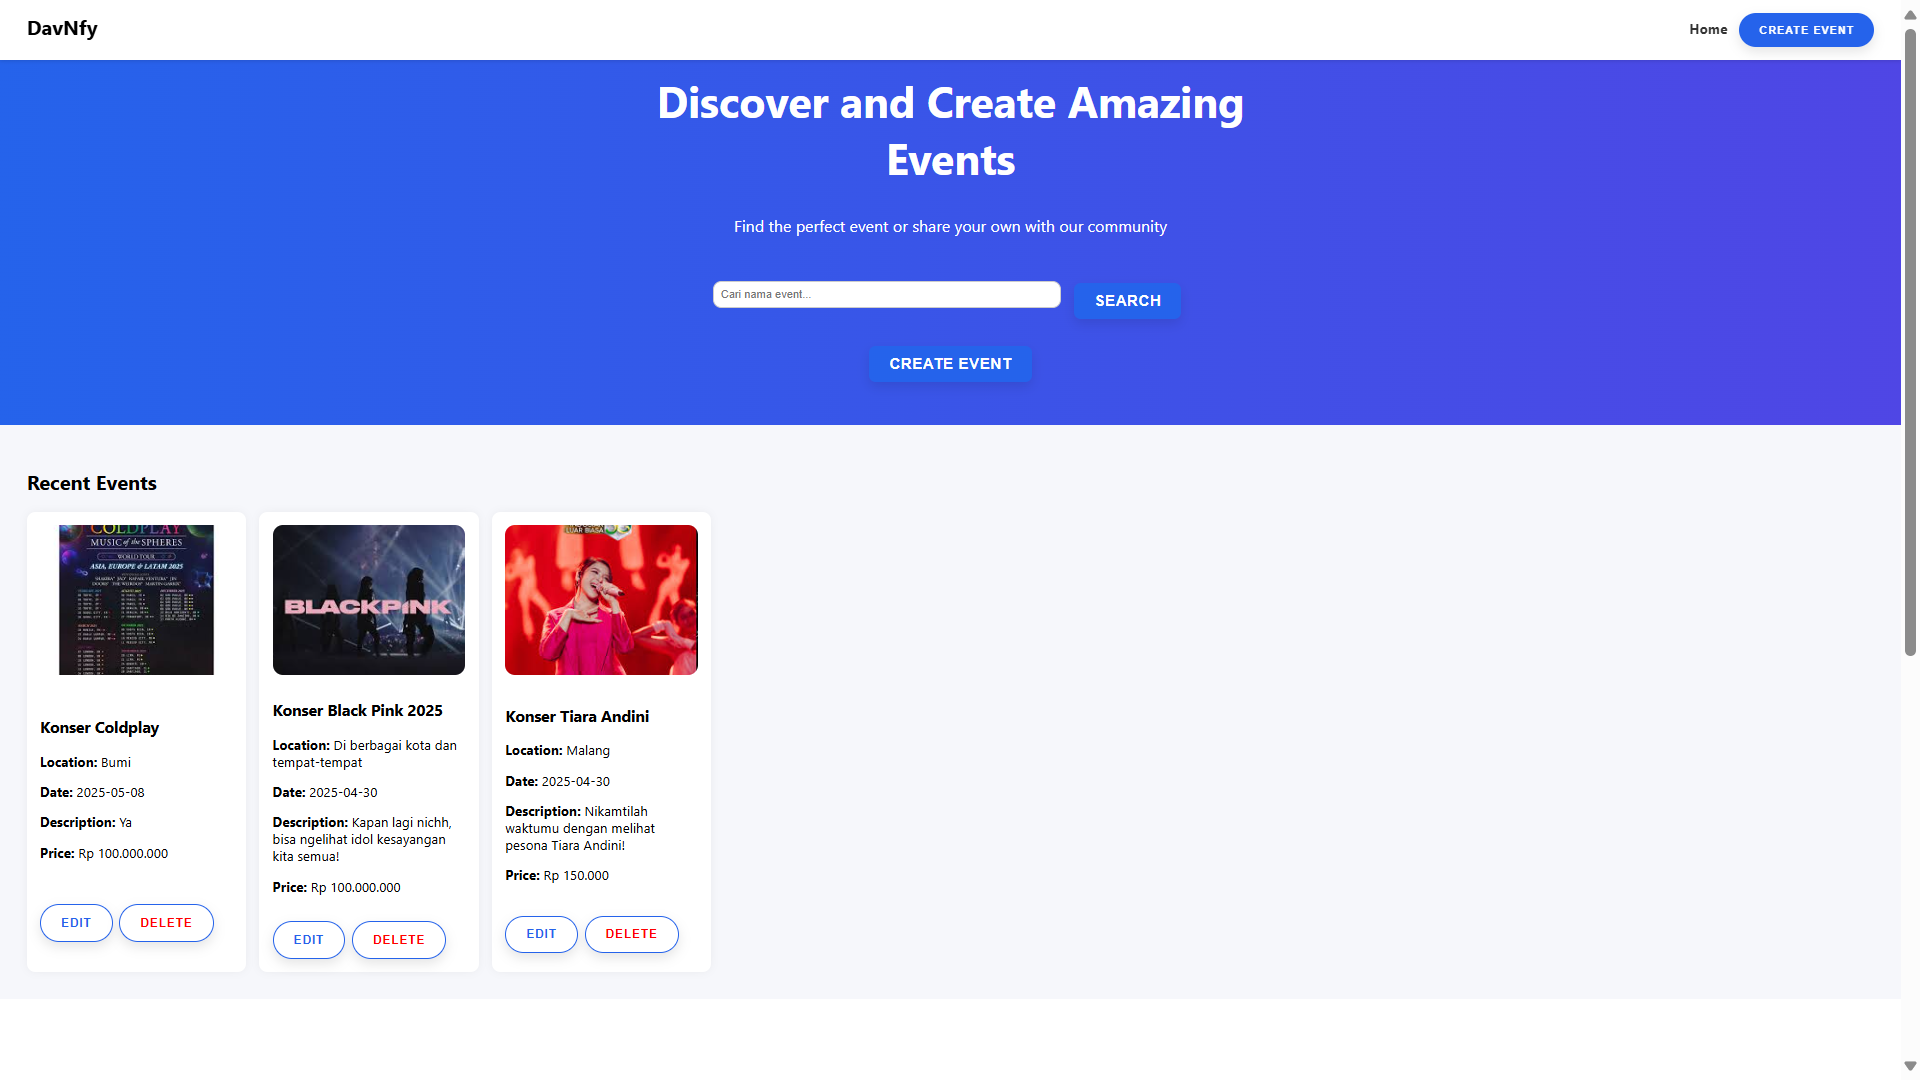 DavNfy
Home
CREATE EVENT
Discover and Create Amazing
Events
Find the perfect event or share your own with our community
Cari nama event...
SEARCH
CREATE EVENT
Recent Events
COLDPLAY
MUSIC of the SPHERES
WORLD TOUR
ASIA, EUROPE & LATAM 2025
Konser Coldplay
Location: Bumi
Date: 2025-05-08
Description: Ya
Price: Rp 100.000.000
EDIT
DELETE
BLACKPINK
Konser Black Pink 2025
Location: Di berbagai kota dan
tempat-tempat
Date: 2025-04-30
Description: Kapan lagi nichh,
bisa ngelihat idol kesayangan
kita semua!
Price: Rp 100.000.000
EDIT
DELETE
LUAR BIASA
Konser Tiara Andini
Location: Malang
Date: 2025-04-30
Description: Nikamtilah
waktumu dengan melihat
pesona Tiara Andini!
Price: Rp 150.000
EDIT
DELETE